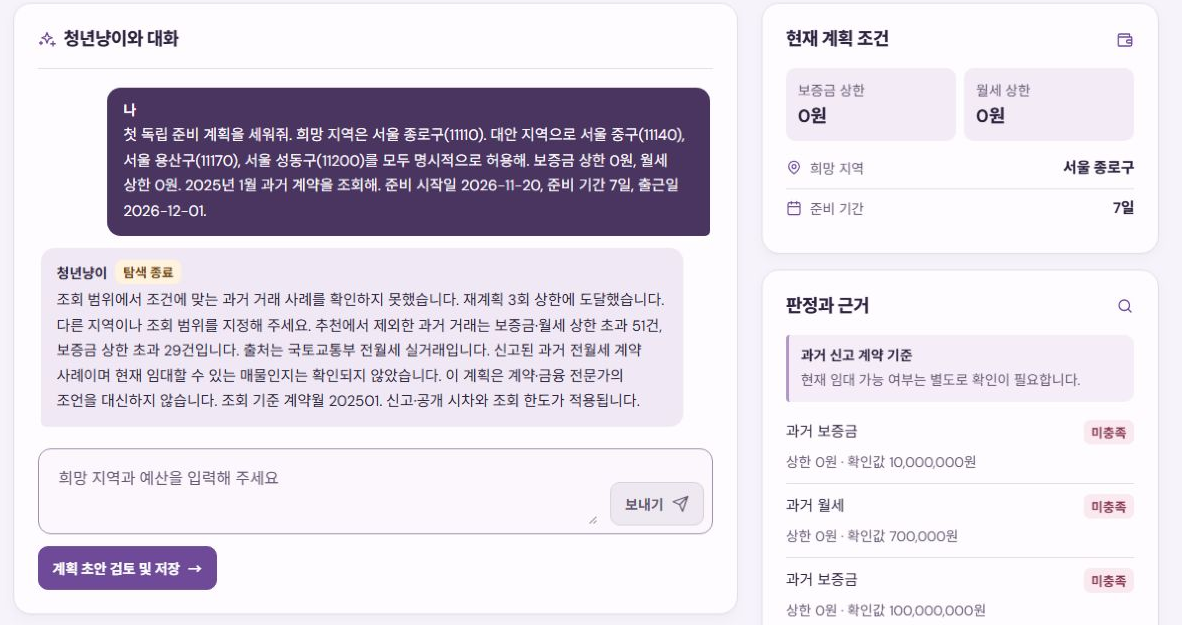 청년냥이와 대화
나
첫 독립 준비 계획을 세워줘. 희망 지역은 서울 종로구(11110). 대안 지역으로 서울 중구(11140),
서울 용산구(11170), 서울 성동구(11200)를 모두 명시적으로 허용해. 보증금 상한 0원, 월세
상한 0원. 2025년 1월 과거 계약을 조회해. 준비 시작일 2026-11-20, 준비 기간 7일, 출근일
2026-12-01.
청년냥이 탐색 종료
조회 범위에서 조건에 맞는 과거 거래 사례를 확인하지 못했습니다. 재계획 3회 상한에 도달했습니다.
다른 지역이나 조회 범위를 지정해 주세요. 추천에서 제외한 과거 거래는 보증금·월세 상한 초과 51건,
보증금 상한 초과 29건입니다. 출처는 국토교통부 전월세 실거래입니다. 신고된 과거 전월세 계약
사례이며 현재 임대할 수 있는 매물인지는 확인되지 않았습니다. 이 계획은 계약·금융 전문가의
조언을 대신하지 않습니다. 조회 기준 계약월 202501. 신고·공개 시차와 조회 한도가 적용됩니다.
희망 지역과 예산을 입력해 주세요
보내기
계획 초안 검토 및 저장 →
현재 계획 조건
보증금 상한 월세 상한
0원 0원
희망 지역 서울 종로구
준비 기간 7일
판정과 근거
과거 신고 계약 기준
현재 임대 가능 여부는 별도로 확인이 필요합니다.
과거 보증금 미충족
상한 0원 · 확인값 10,000,000원
과거 월세 미충족
상한 0원 · 확인값 700,000원
과거 보증금 미충족
상한 0원 · 확인값 100,000,000원